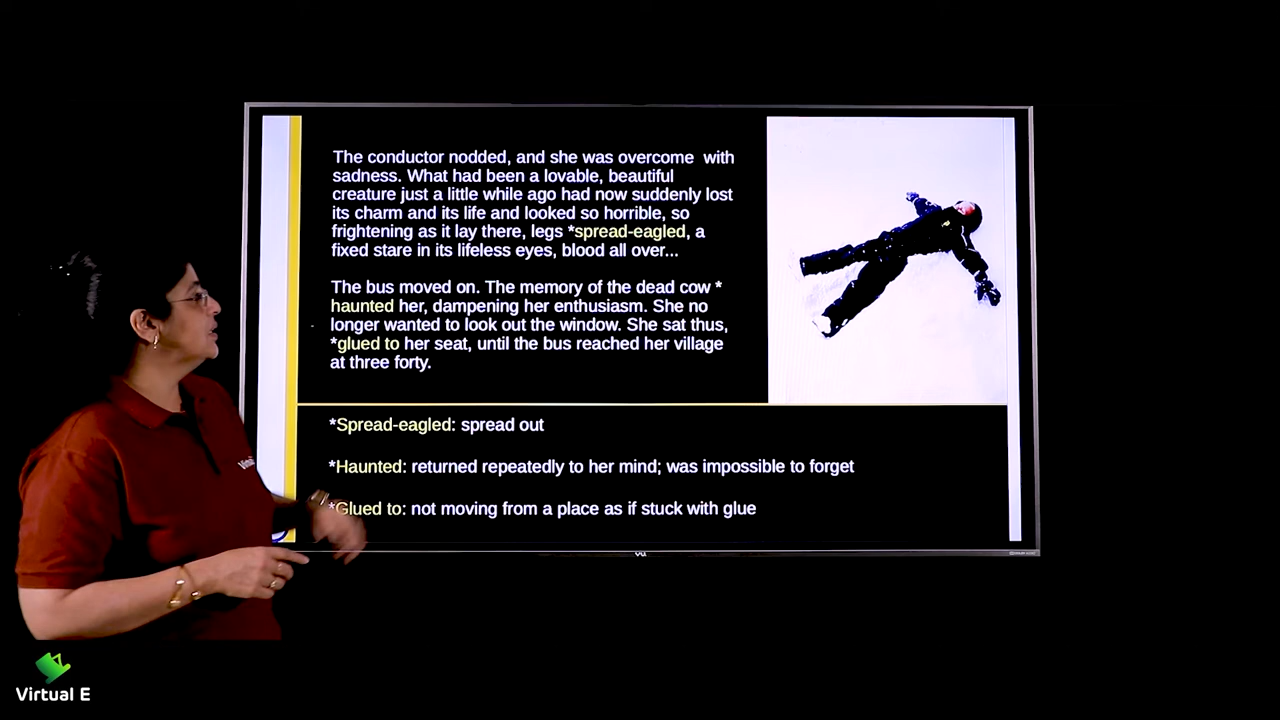 The conductor nodded, and she was overcome with
sadness. What had been a lovable, beautiful
creature just a little while ago had now suddenly lost
its charm and its life and looked so horrible, so
frightening as it lay there, legs *spread-eagled, a
fixed stare in its lifeless eyes, blood all over...
The bus moved on. The memory of the dead cow *
haunted her, dampening her enthusiasm. She no
longer wanted to look out the window. She sat thus,
*glued to her seat, until the bus reached her village
at three forty.
*Spread-eagled: spread out
*Haunted: returned repeatedly to her mind; was impossible to forget
*Glued to: not moving from a place as if stuck with glue
Virtual E